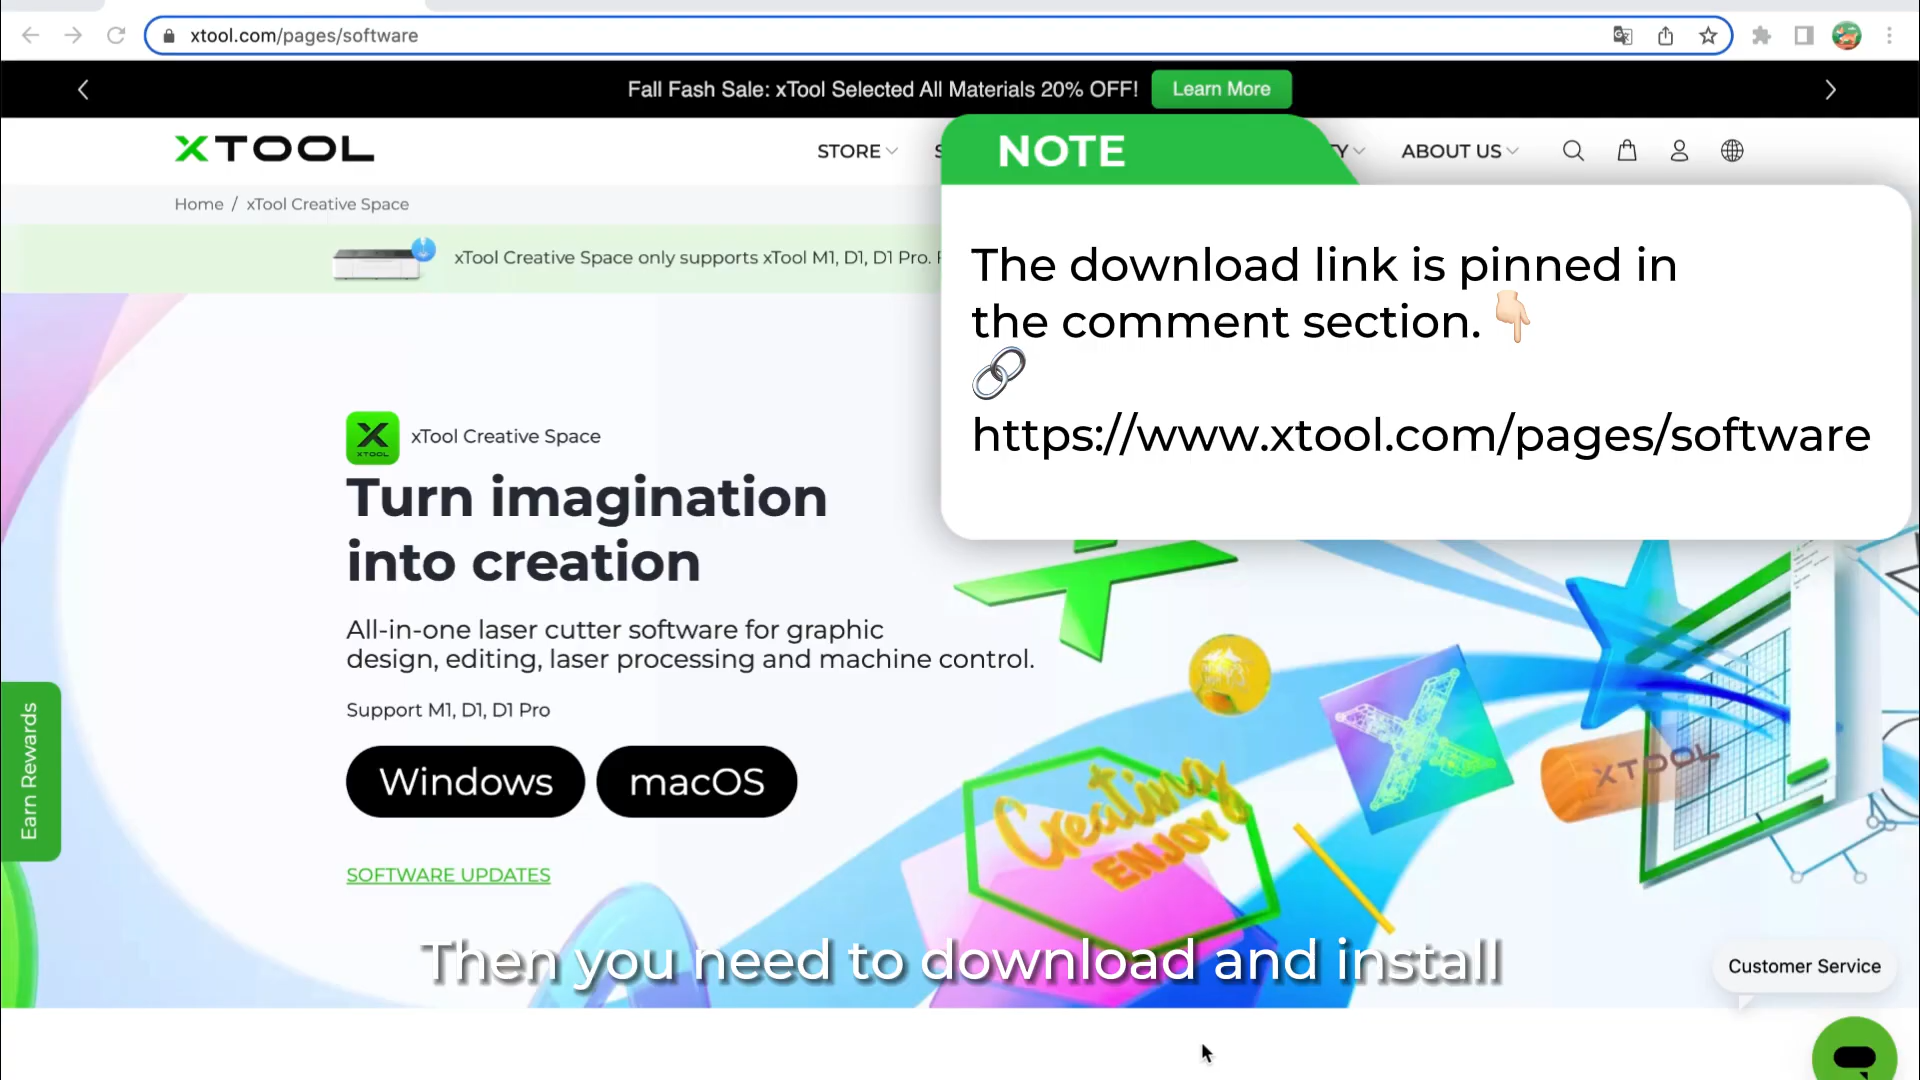 xtool.com/pages/software
Fall Fash Sale: xTool Selected All Materials 20% OFF!
Learn More
XTOOL
STORE
ABOUT US
NOTE
Home / xTool Creative Space
xTool Creative Space only supports xTool M1, D1, D1 Pro.
The download link is pinned in
the comment section.👇🏻
🔗
https://www.xtool.com/pages/software
XTOOL
xTool Creative Space
Turn imagination
into creation
All-in-one laser cutter software for graphic
design, editing, laser processing and machine control.
Support M1, D1, D1 Pro
Windows
macOS
SOFTWARE UPDATES
Earn Rewards
Creating
ENJOY
XTOOL
Then you need to download and install
Customer Service